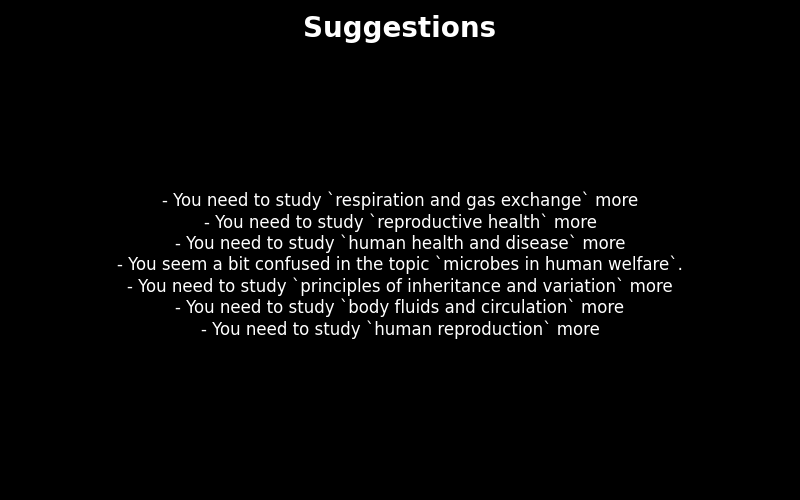 Suggestions
- You need to study `respiration and gas exchange` more
- You need to study `reproductive health` more
- You need to study `human health and disease` more
- You seem a bit confused in the topic `microbes in human welfare`.
- You need to study `principles of inheritance and variation` more
- You need to study `body fluids and circulation` more
- You need to study `human reproduction` more